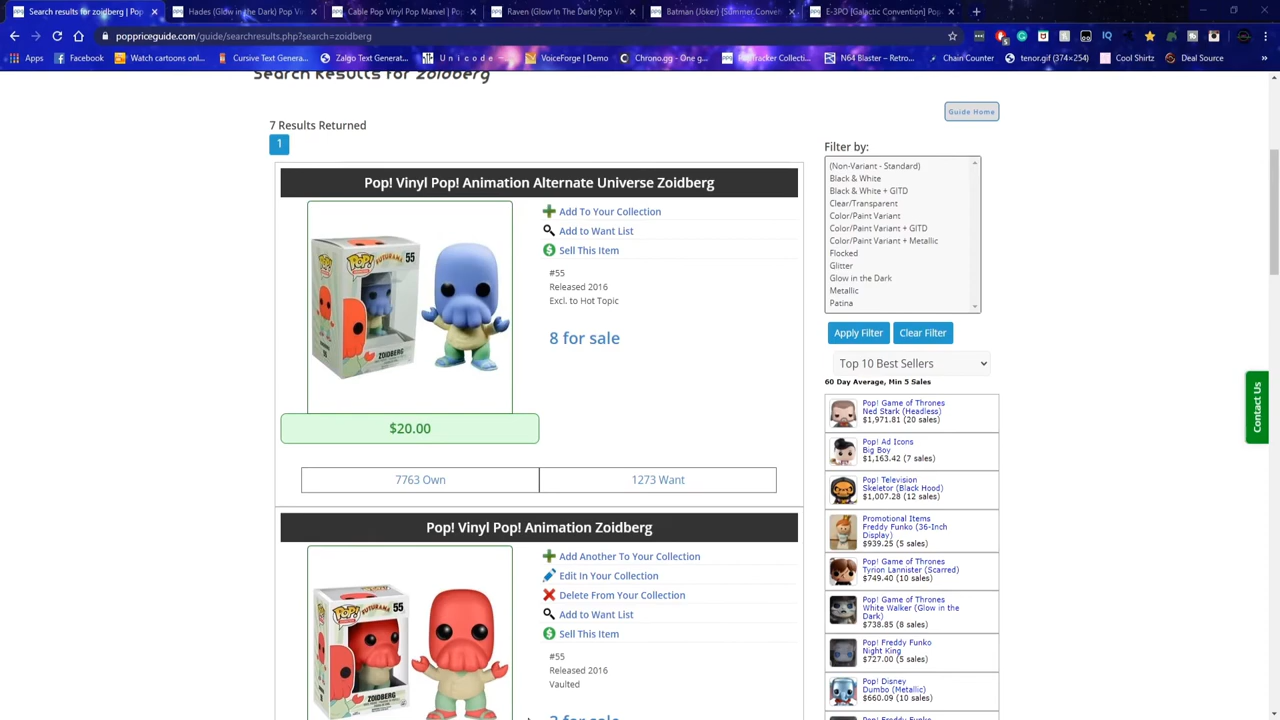 Search results for zoidberg | Pop
Hades (Glow in the Dark) Pop Vin
Cable Pop Vinyl Pop Marvel | Pop
Raven (Glow In The Dark) Pop Vin
Batman (Joker) {Summer Conven
E-3PO [Galactic Convention] Pop
poppriceguide.com/guide/searchresults.php?search=zoidberg
Apps
Facebook
Watch cartoons onl...
Cursive Text Genera...
Zalgo Text Generat...
U n i c o d e
VoiceForge | Demo
Chrono.gg - One g...
PopTracker Collecti...
N64 Blaster – Retro...
Chain Counter
tenor.gif (374×254)
Cool Shirtz
Deal Source
»
Search Results for Zoidberg
Guide Home
7 Results Returned
1
Pop! Vinyl Pop! Animation Alternate Universe Zoidberg
POP!
FUTURAMA
55
ZOIDBERG
Add To Your Collection
Add to Want List
Sell This Item
#55
Released 2016
Excl. to Hot Topic
8 for sale
$20.00
7763 Own
1273 Want
Pop! Vinyl Pop! Animation Zoidberg
POP!
FUTURAMA
55
ZOIDBERG
Add Another To Your Collection
Edit In Your Collection
Delete From Your Collection
Add to Want List
Sell This Item
#55
Released 2016
Vaulted
Filter by:
(Non-Variant - Standard)
Black & White
Black & White + GITD
Clear/Transparent
Color/Paint Variant
Color/Paint Variant + GITD
Color/Paint Variant + Metallic
Flocked
Glitter
Glow in the Dark
Metallic
Patina
Apply Filter
Clear Filter
Top 10 Best Sellers
60 Day Average, Min 5 Sales
Pop! Game of Thrones
Ned Stark (Headless)
$1,971.81 (20 sales)
Pop! Ad Icons
Big Boy
$1,163.42 (7 sales)
Pop! Television
Skeletor (Black Hood)
$1,007.28 (12 sales)
Promotional Items
Freddy Funko (36-Inch
Display)
$939.25 (5 sales)
Pop! Game of Thrones
Tyrion Lannister (Scarred)
$749.40 (10 sales)
Pop! Game of Thrones
White Walker (Glow in the
Dark)
$738.85 (8 sales)
Pop! Freddy Funko
Night King
$727.00 (5 sales)
Pop! Disney
Dumbo (Metallic)
$660.09 (10 sales)
Contact Us